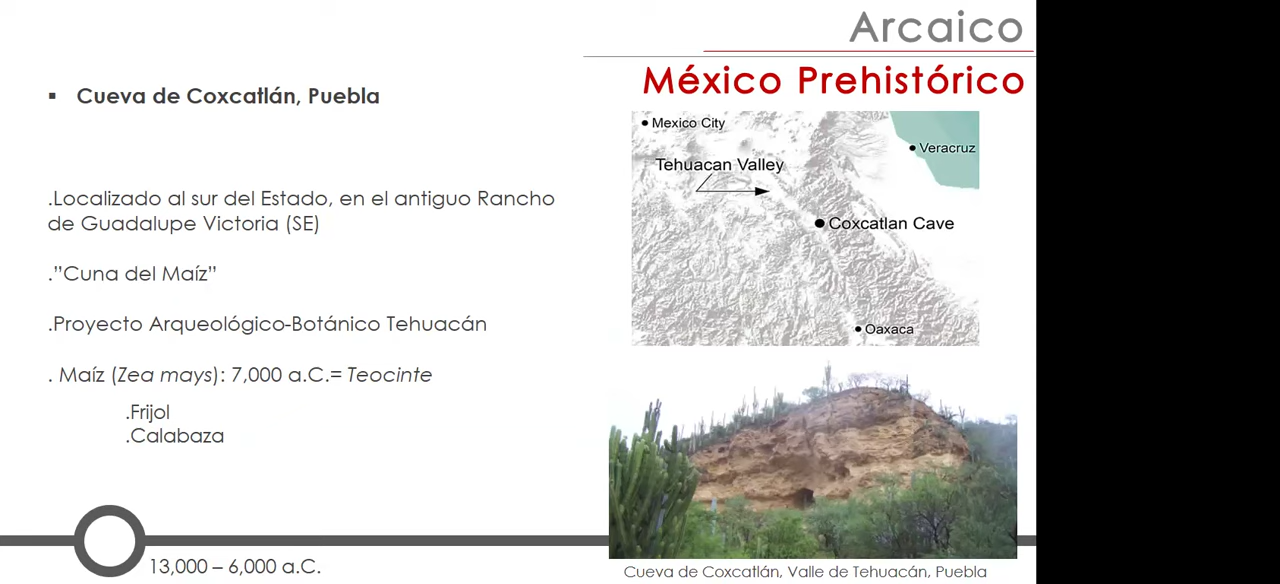 Arcaico
México Prehistórico
▪ Cueva de Coxcatlán, Puebla
.Localizado al sur del Estado, en el antiguo Rancho
de Guadalupe Victoria (SE)
.”Cuna del Maíz”
.Proyecto Arqueológico-Botánico Tehuacán
. Maíz (Zea mays): 7,000 a.C.= Teocinte
.Frijol
.Calabaza
13,000 – 6,000 a.C.
Mexico City
Veracruz
Tehuacan Valley
Coxcatlan Cave
Oaxaca
Cueva de Coxcatlán, Valle de Tehuacán, Puebla